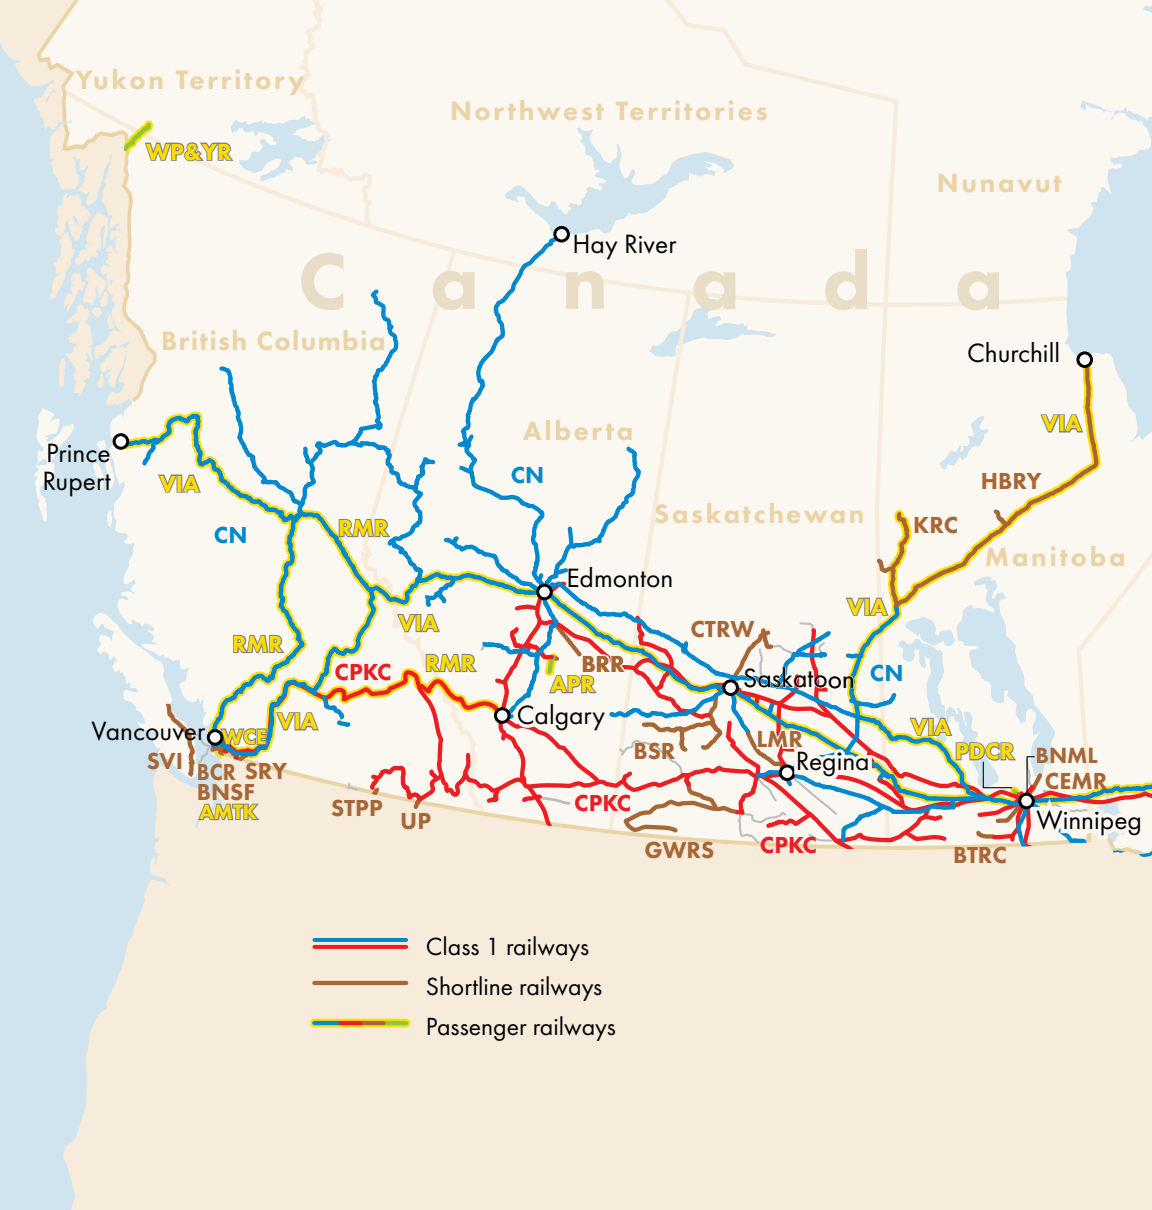 Yukon Territory
Northwest Territories
WP&YR
Nunavut
Hay River
Canada
British Columbia
Churchill
VIA
Alberta
Prince
Rupert
CN
VIA
HBRY
Saskatchewan
KRC
RMR
CN
Manitoba
Edmonton
VIA
VIA
CTRW
RMR
BRR
RMR
CPKC
APR
Saskatoon
CN
Calgary
VIA
VIA
Vancouver
WCE
LMR
BSR
PDCR
BNML
SVI
BCR
SRY
Regina
CEMR
BNSF
AMTK
STPP
UP
CPKC
Winnipeg
GWRS
CPKC
BTRC
Class 1 railways
Shortline railways
Passenger railways